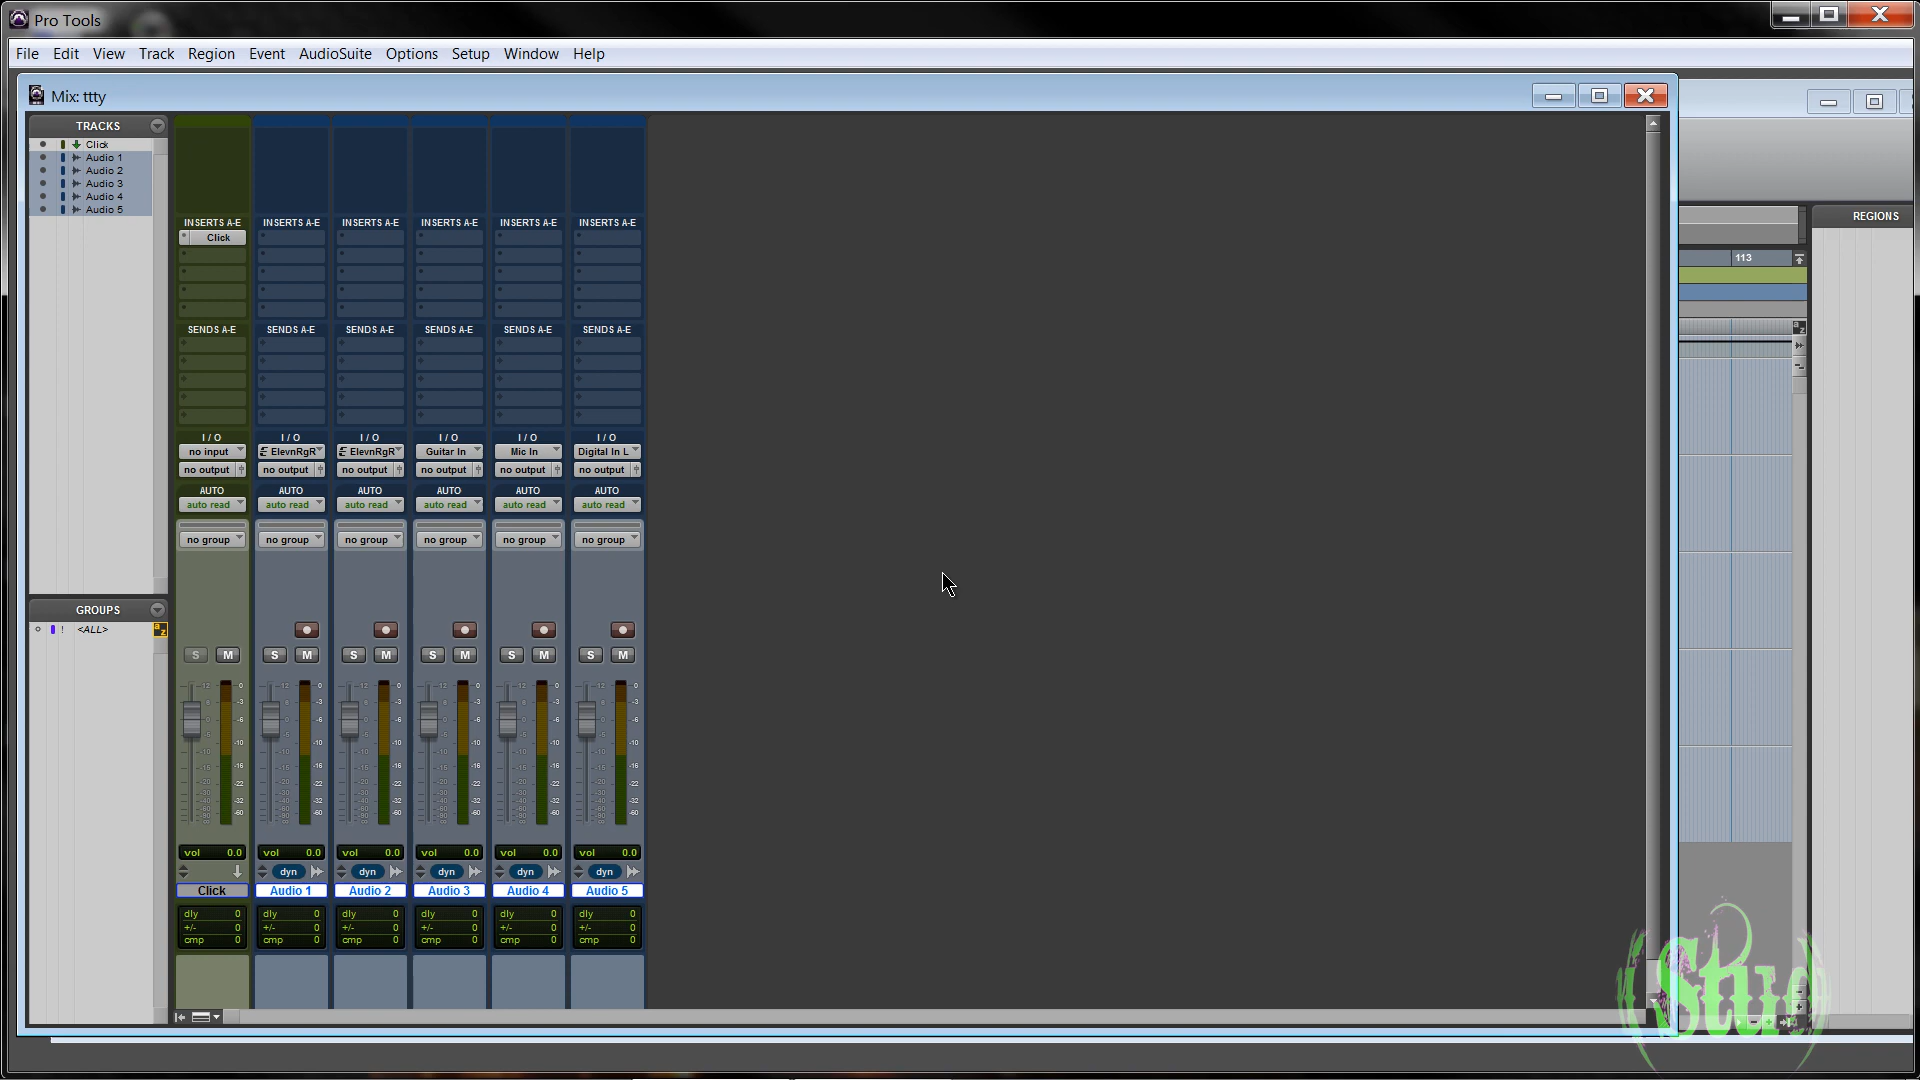 Pro Tools
File Edit View Track Region Event AudioSuite Options Setup Window Help
Mix: ttty
TRACKS
Click
Audio 1
Audio 2
Audio 3
Audio 4
Audio 5
INSERTS A-E INSERTS A-E INSERTS A-E INSERTS A-E INSERTS A-E INSERTS A-E
Click
SENDS A-E SENDS A-E SENDS A-E SENDS A-E SENDS A-E SENDS A-E
I / O I / O I / O I / O I / O I / O
no input ElevnRgR ElevnRgR Guitar In Mic In Digital In L
no output no output no output no output no output no output
AUTO AUTO AUTO AUTO AUTO AUTO
auto read auto read auto read auto read auto read auto read
no group no group no group no group no group no group
GROUPS
! <ALL> a z
S M S M S M S M S M S M
vol 0.0 vol 0.0 vol 0.0 vol 0.0 vol 0.0 vol 0.0
dyn dyn dyn dyn dyn
Click Audio 1 Audio 2 Audio 3 Audio 4 Audio 5
dly 0 dly 0 dly 0 dly 0 dly 0 dly 0
+/- 0 +/- 0 +/- 0 +/- 0 +/- 0 +/- 0
cmp 0 cmp 0 cmp 0 cmp 0 cmp 0 cmp 0
REGIONS
113
Stud